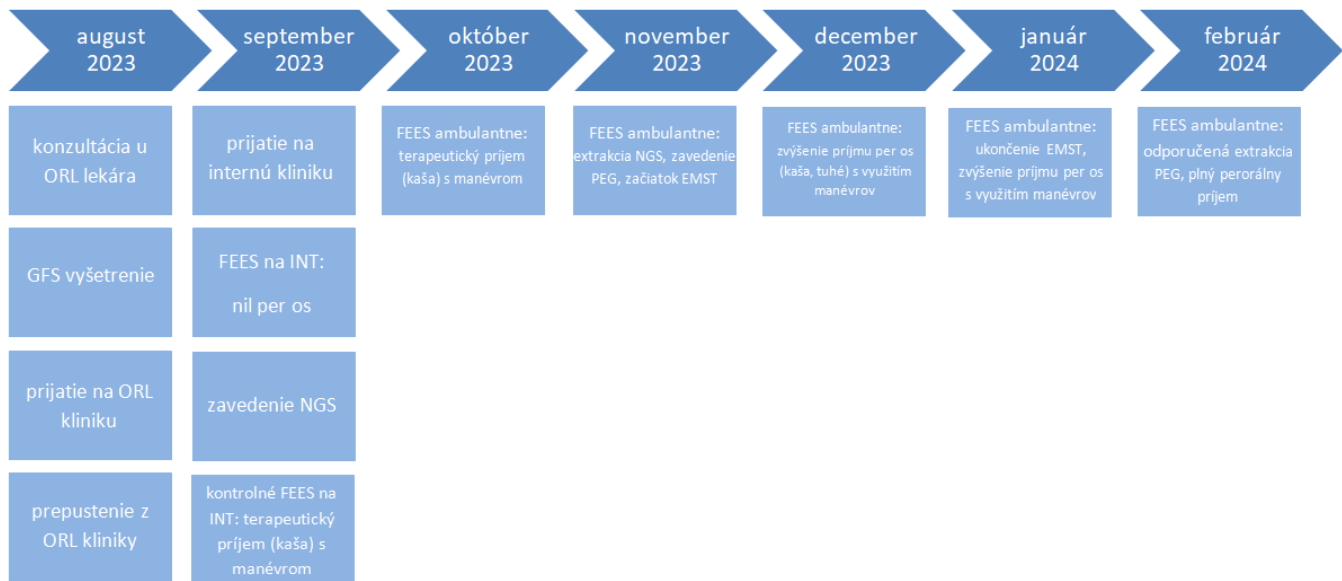 august
2023
september
2023
október
2023
november
2023
december
2023
január
2024
február
2024
konzultácia u
ORL lekára
GFS vyšetrenie
prijatie na ORL
kliniku
prepustenie z
ORL kliniky
prijatie na
internú kliniku
FEES na INT:
nil per os
zavedenie NGS
kontrolné FEES na
INT: terapeutický
príjem (kaša) s
manévrom
FEES ambulantne:
terapeutický príjem
(kaša) s manévrom
FEES ambulantne:
extrakcia NGS, zavedenie
PEG, začiatok EMST
FEES ambulantne:
zvýšenie príjmu per os
(kaša, tuhé) s využitím
manévrov
FEES ambulantne:
ukončenie EMST,
zvýšenie príjmu per os
s využitím manévrov
FEES ambulantne:
odporučená extrakcia
PEG, plný perorálny
príjem